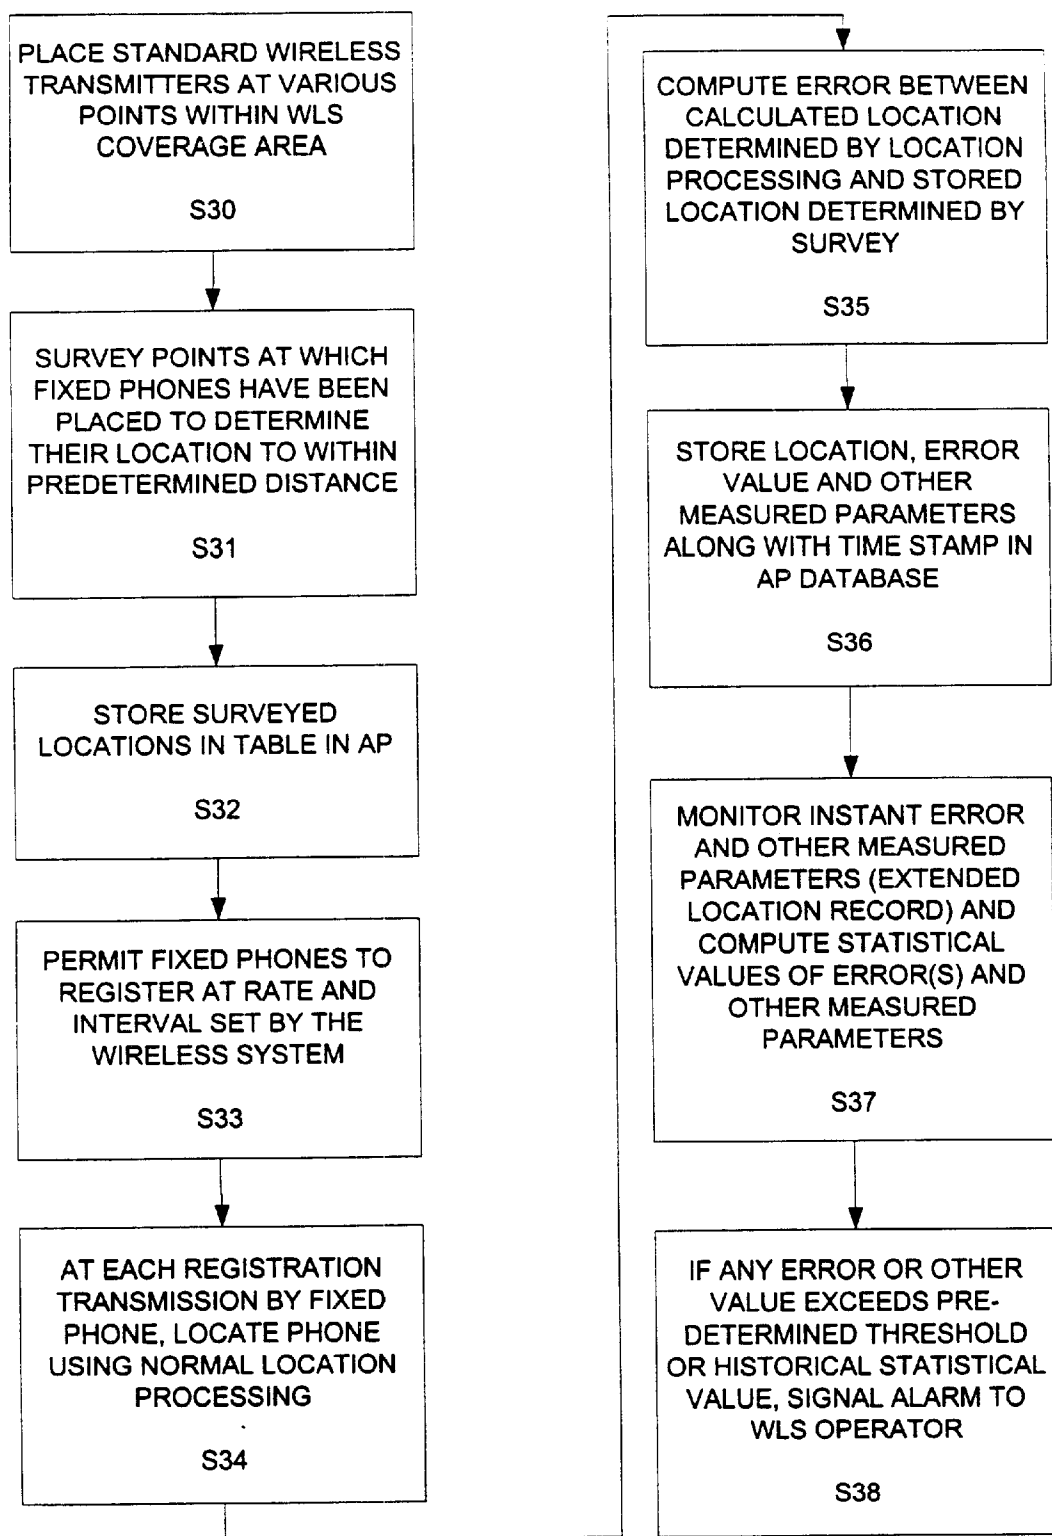 PLACE STANDARD WIRELESS
TRANSMITTERS AT VARIOUS
POINTS WITHIN WLS
COVERAGE AREA
S30
SURVEY POINTS AT WHICH
FIXED PHONES HAVE BEEN
PLACED TO DETERMINE
THEIR LOCATION TO WITHIN
PREDETERMINED DISTANCE
S31
STORE SURVEYED
LOCATIONS IN TABLE IN AP
S32
PERMIT FIXED PHONES TO
REGISTER AT RATE AND
INTERVAL SET BY THE
WIRELESS SYSTEM
S33
AT EACH REGISTRATION
TRANSMISSION BY FIXED
PHONE, LOCATE PHONE
USING NORMAL LOCATION
PROCESSING
S34
COMPUTE ERROR BETWEEN
CALCULATED LOCATION
DETERMINED BY LOCATION
PROCESSING AND STORED
LOCATION DETERMINED BY
SURVEY
S35
STORE LOCATION, ERROR
VALUE AND OTHER
MEASURED PARAMETERS
ALONG WITH TIME STAMP IN
AP DATABASE
S36
MONITOR INSTANT ERROR
AND OTHER MEASURED
PARAMETERS (EXTENDED
LOCATION RECORD) AND
COMPUTE STATISTICAL
VALUES OF ERROR(S) AND
OTHER MEASURED
PARAMETERS
S37
IF ANY ERROR OR OTHER
VALUE EXCEEDS PRE-
DETERMINED THRESHOLD
OR HISTORICAL STATISTICAL
VALUE, SIGNAL ALARM TO
WLS OPERATOR
S38